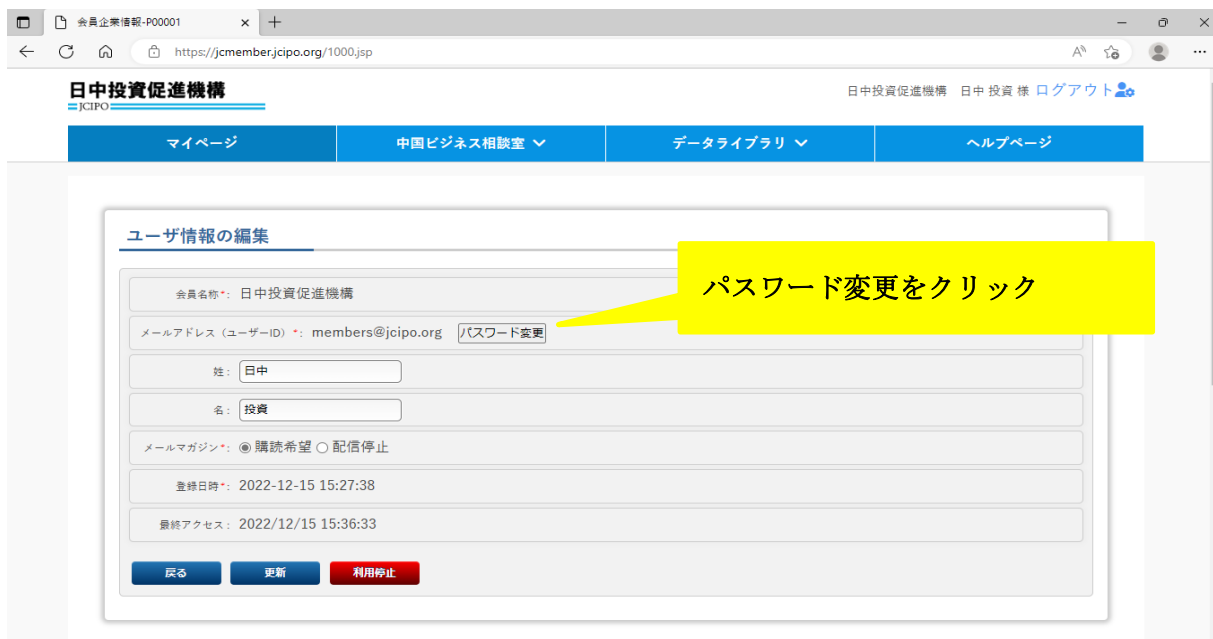 会員企業情報-P00001
https://jcmember.jcipo.org/1000.jsp
日中投資促進機構
JCIPO
日中投資促進機構 日中 投資 様 ログアウト
マイページ 中国ビジネス相談室 データライブラリ ヘルプページ
ユーザ情報の編集
パスワード変更をクリック
会員名称*: 日中投資促進機構
メールアドレス（ユーザーID）*: members@jcipo.org パスワード変更
姓: 日中
名: 投資
メールマガジン*: 購読希望 配信停止
登録日時*: 2022-12-15 15:27:38
最終アクセス: 2022/12/15 15:36:33
戻る 更新 利用停止